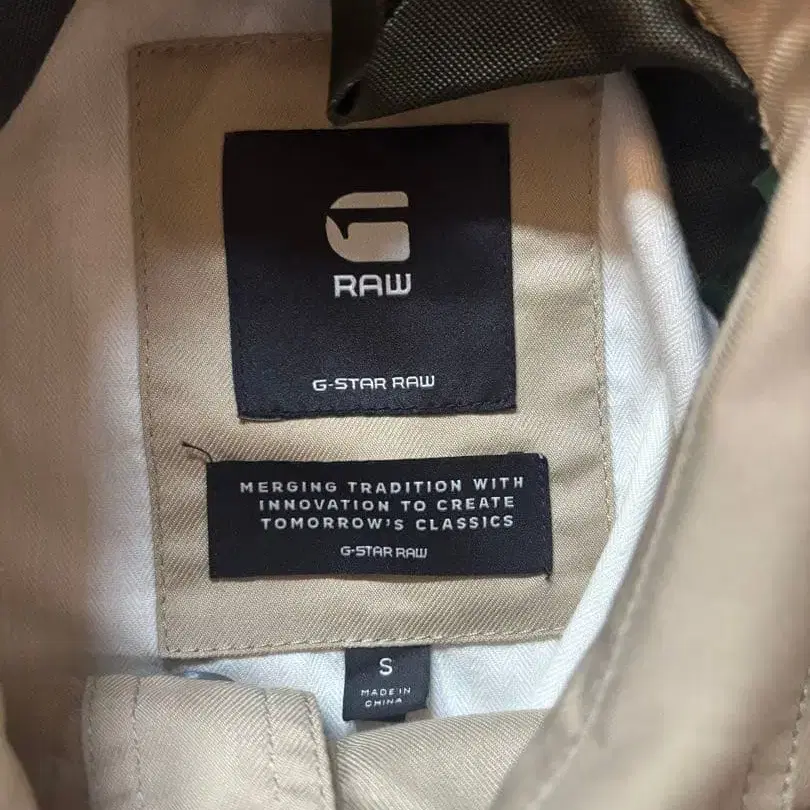 G
RAW
G-STAR RAW
MERGING TRADITION WITH
INNOVATION TO CREATE
TOMORROW'S CLASSICS
G-STAR RAW
S
MADE IN
CHINA